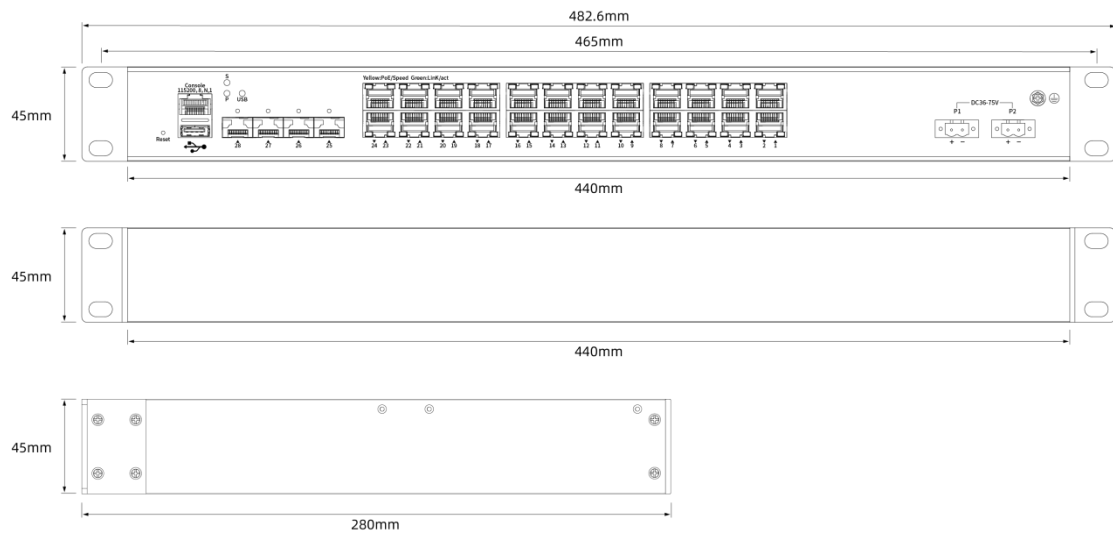 482.6mm
465mm
45mm
Console
115200, 8, N, 1
S
P USB
Yellow:PoE/Speed Green:LinK/act
DC36-75V
P1 P2
+ − + −
Reset
28 27 26 25
24 23 22 21 20 19 18 17 16 15 14 13 12 11 10 9 8 7 6 5 4 3 2 1
440mm
45mm
440mm
45mm
280mm